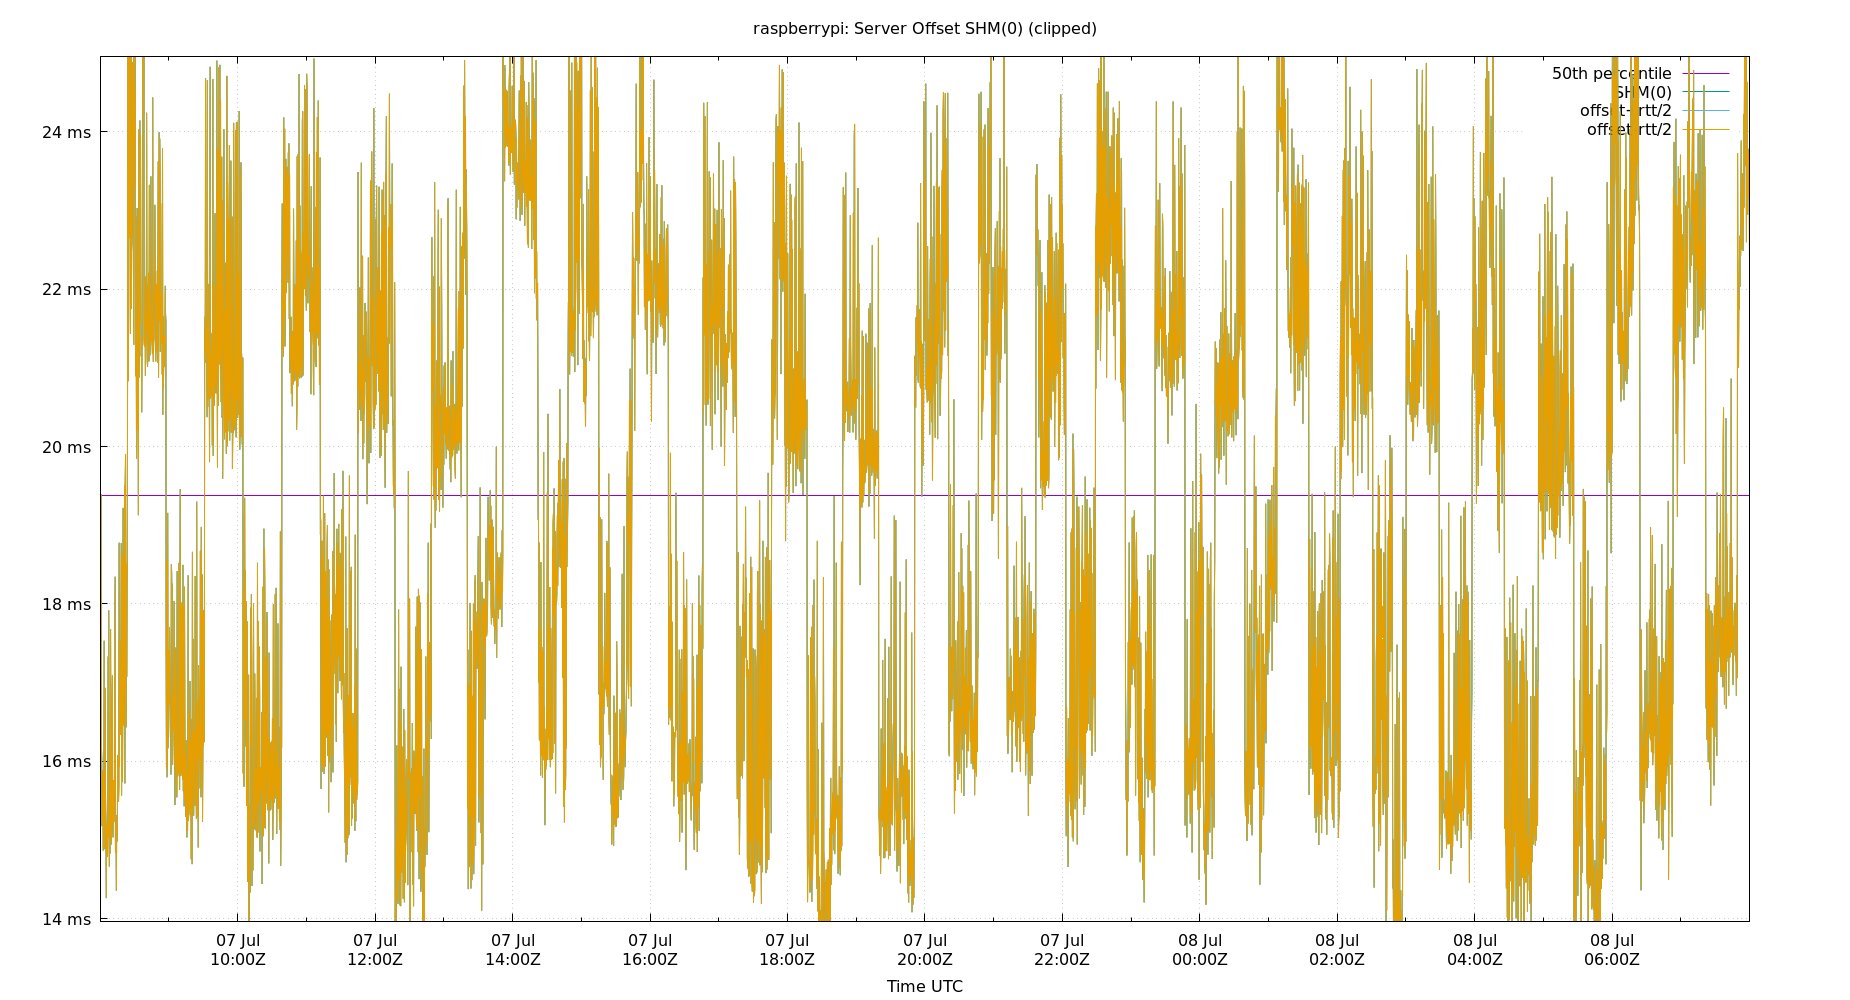 raspberrypi: Server Offset SHM(0) (clipped)
50th percentile
SHM(0)
offset+rtt/2
offset-rtt/2
24 ms
22 ms
20 ms
18 ms
16 ms
14 ms
07 Jul 07 Jul 07 Jul 07 Jul 07 Jul 07 Jul 07 Jul 08 Jul 08 Jul 08 Jul 08 Jul
10:00Z 12:00Z 14:00Z 16:00Z 18:00Z 20:00Z 22:00Z 00:00Z 02:00Z 04:00Z 06:00Z
Time UTC